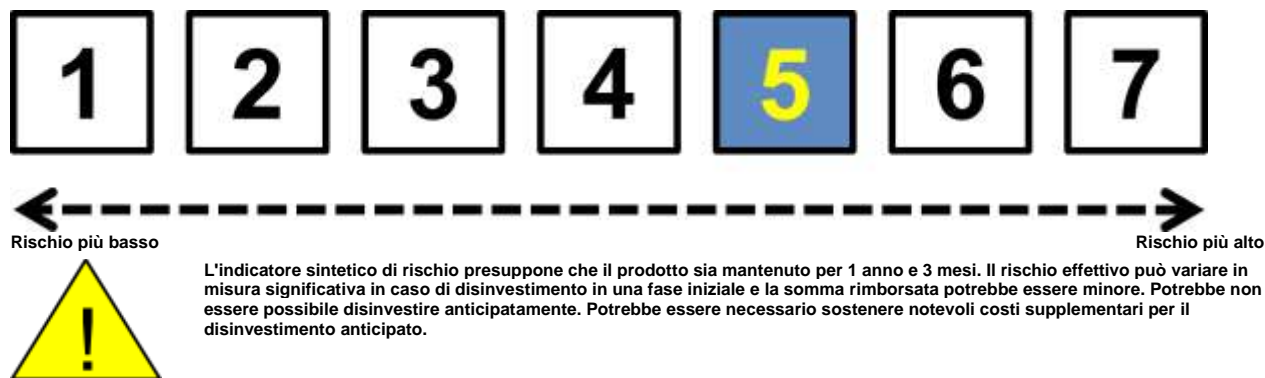 1 2 3 4 5 6 7
Rischio più basso Rischio più alto
L'indicatore sintetico di rischio presuppone che il prodotto sia mantenuto per 1 anno e 3 mesi. Il rischio effettivo può variare in
misura significativa in caso di disinvestimento in una fase iniziale e la somma rimborsata potrebbe essere minore. Potrebbe non
essere possibile disinvestire anticipatamente. Potrebbe essere necessario sostenere notevoli costi supplementari per il
disinvestimento anticipato.
!